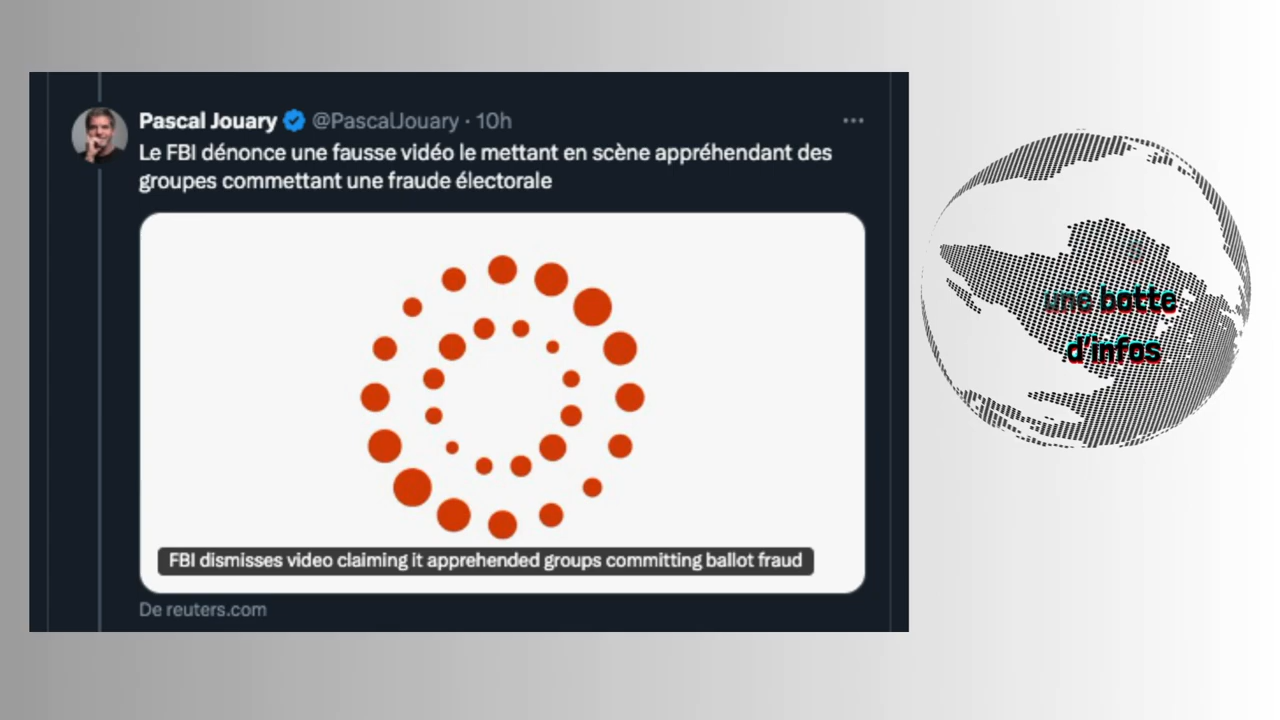 Pascal Jouary @PascalJouary · 10h
Le FBI dénonce une fausse vidéo le mettant en scène appréhendant des
groupes commettant une fraude électorale
FBI dismisses video claiming it apprehended groups committing ballot fraud
De reuters.com
une botte
d'infos